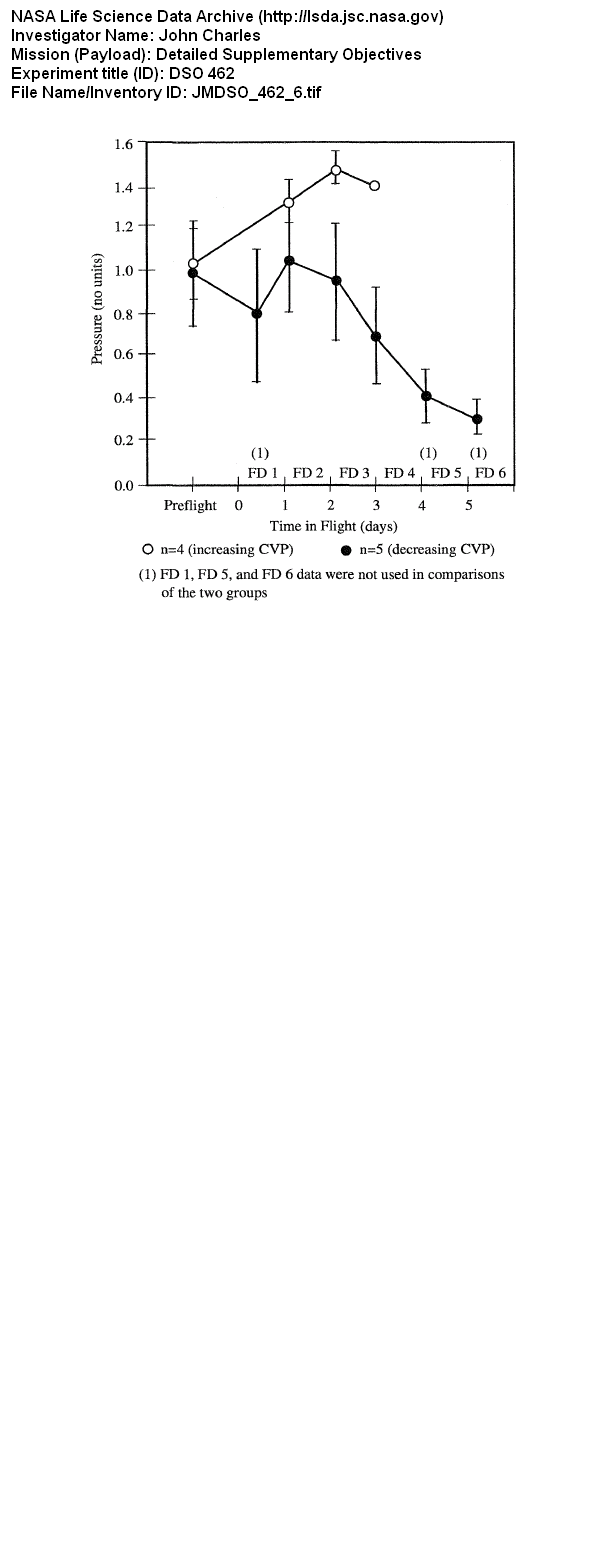 NASA Life Science Data Archive (http://lsda.jsc.nasa.gov)
Investigator Name: John Charles
Mission (Payload): Detailed Supplementary Objectives
Experiment title (ID): DSO 462
File Name/Inventory ID: JMDSO_462_6.tif
1.6
1.4
1.2
1.0
0.8
0.6
0.4
0.2
0.0
Pressure (no units)
(1) (1) (1)
FD 1 FD 2 FD 3 FD 4 FD 5 FD 6
Preflight 0 1 2 3 4 5
Time in Flight (days)
n=4 (increasing CVP) n=5 (decreasing CVP)
(1) FD 1, FD 5, and FD 6 data were not used in comparisons
of the two groups